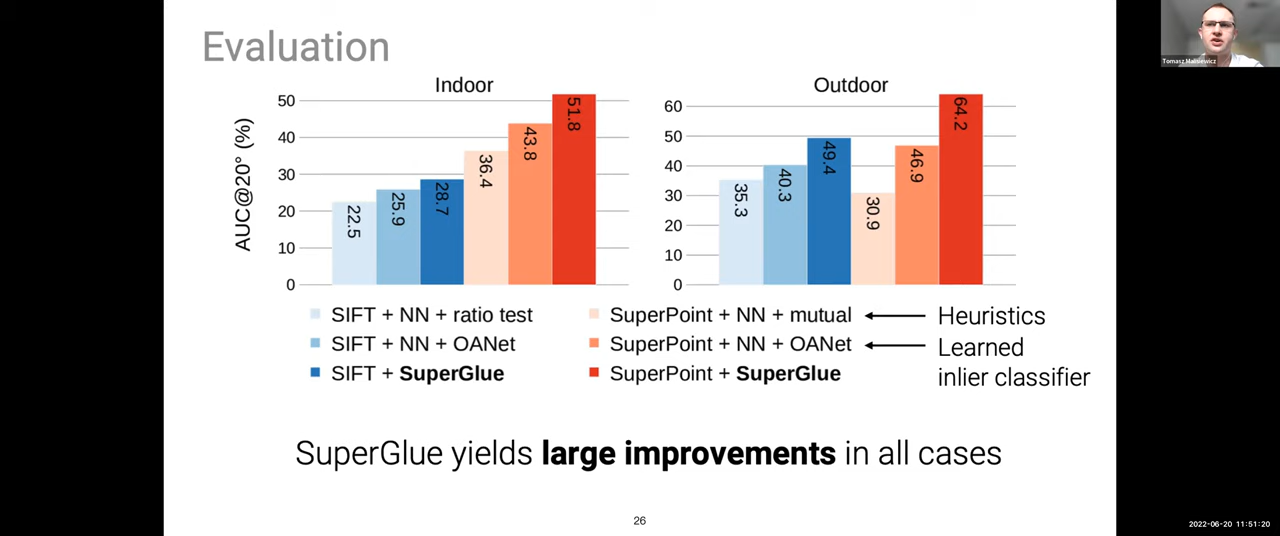 Evaluation
Tomasz Malisiewicz
Indoor
Outdoor
AUC@20° (%)
50
40
30
20
10
0
22.5
25.9
28.7
36.4
43.8
51.8
60
50
40
30
20
10
0
35.3
40.3
49.4
30.9
46.9
64.2
SIFT + NN + ratio test
SIFT + NN + OANet
SIFT + SuperGlue
SuperPoint + NN + mutual
SuperPoint + NN + OANet
SuperPoint + SuperGlue
Heuristics
Learned
inlier classifier
SuperGlue yields large improvements in all cases
26
2022-06-20 11:51:20